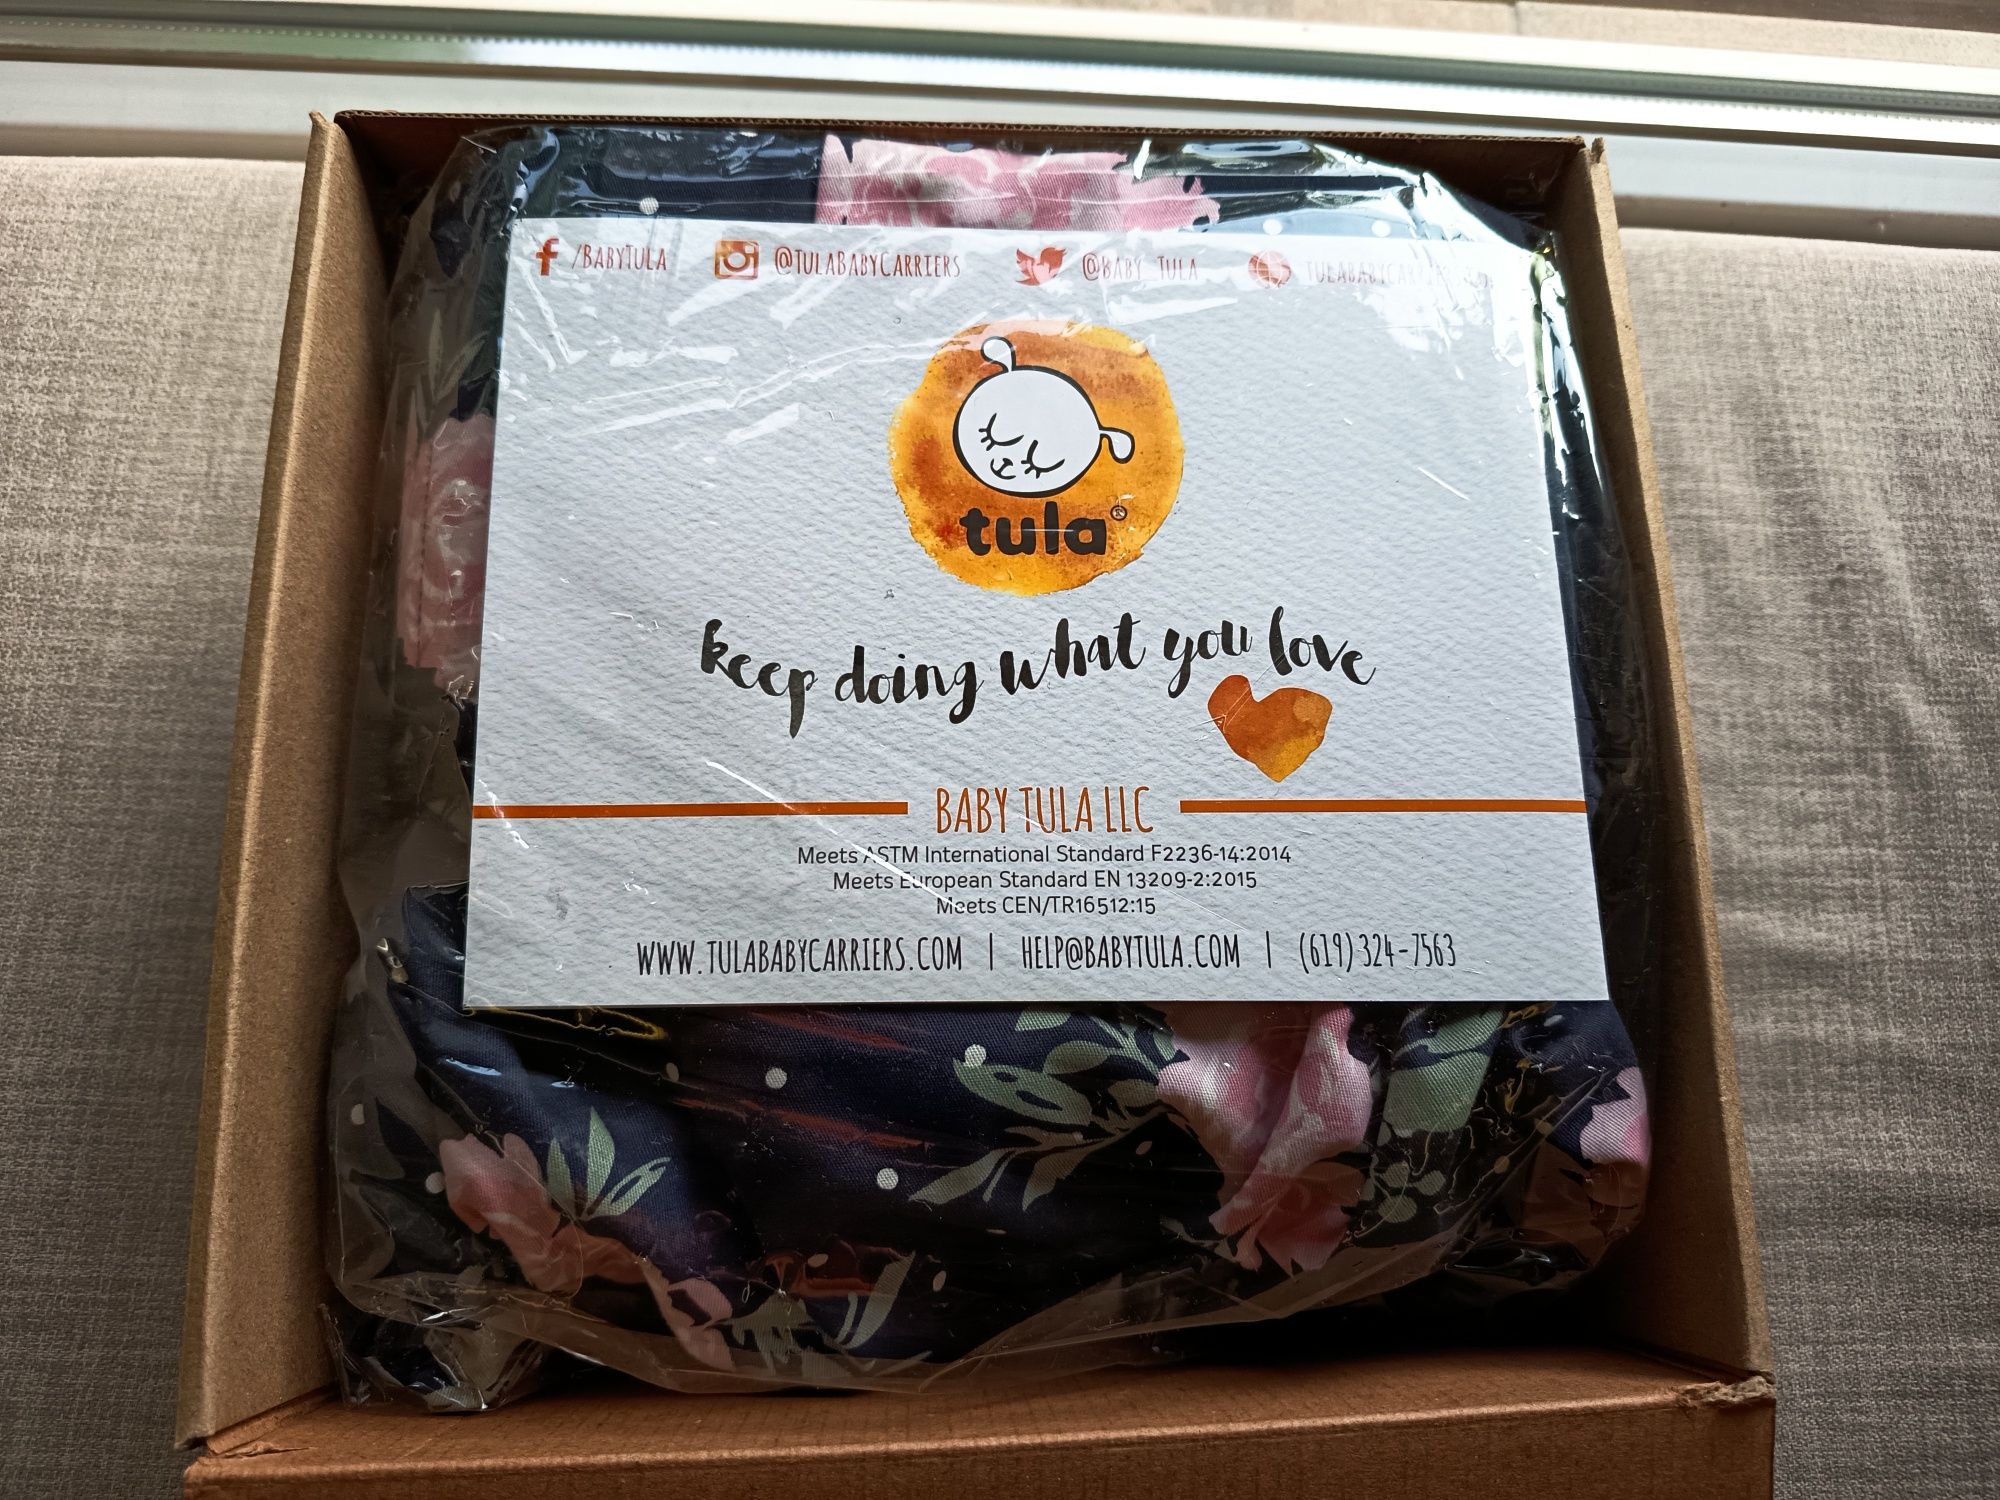 /BABYTULA @TULABABYCARRIERS @BABY_TULA
tula®
keep doing what you love
BABY TULA LLC
Meets ASTM International Standard F2236-14:2014
Meets European Standard EN 13209-2:2015
Meets CEN/TR16512:15
WWW.TULABABYCARRIERS.COM | HELP@BABYTULA.COM | (619)324-7563